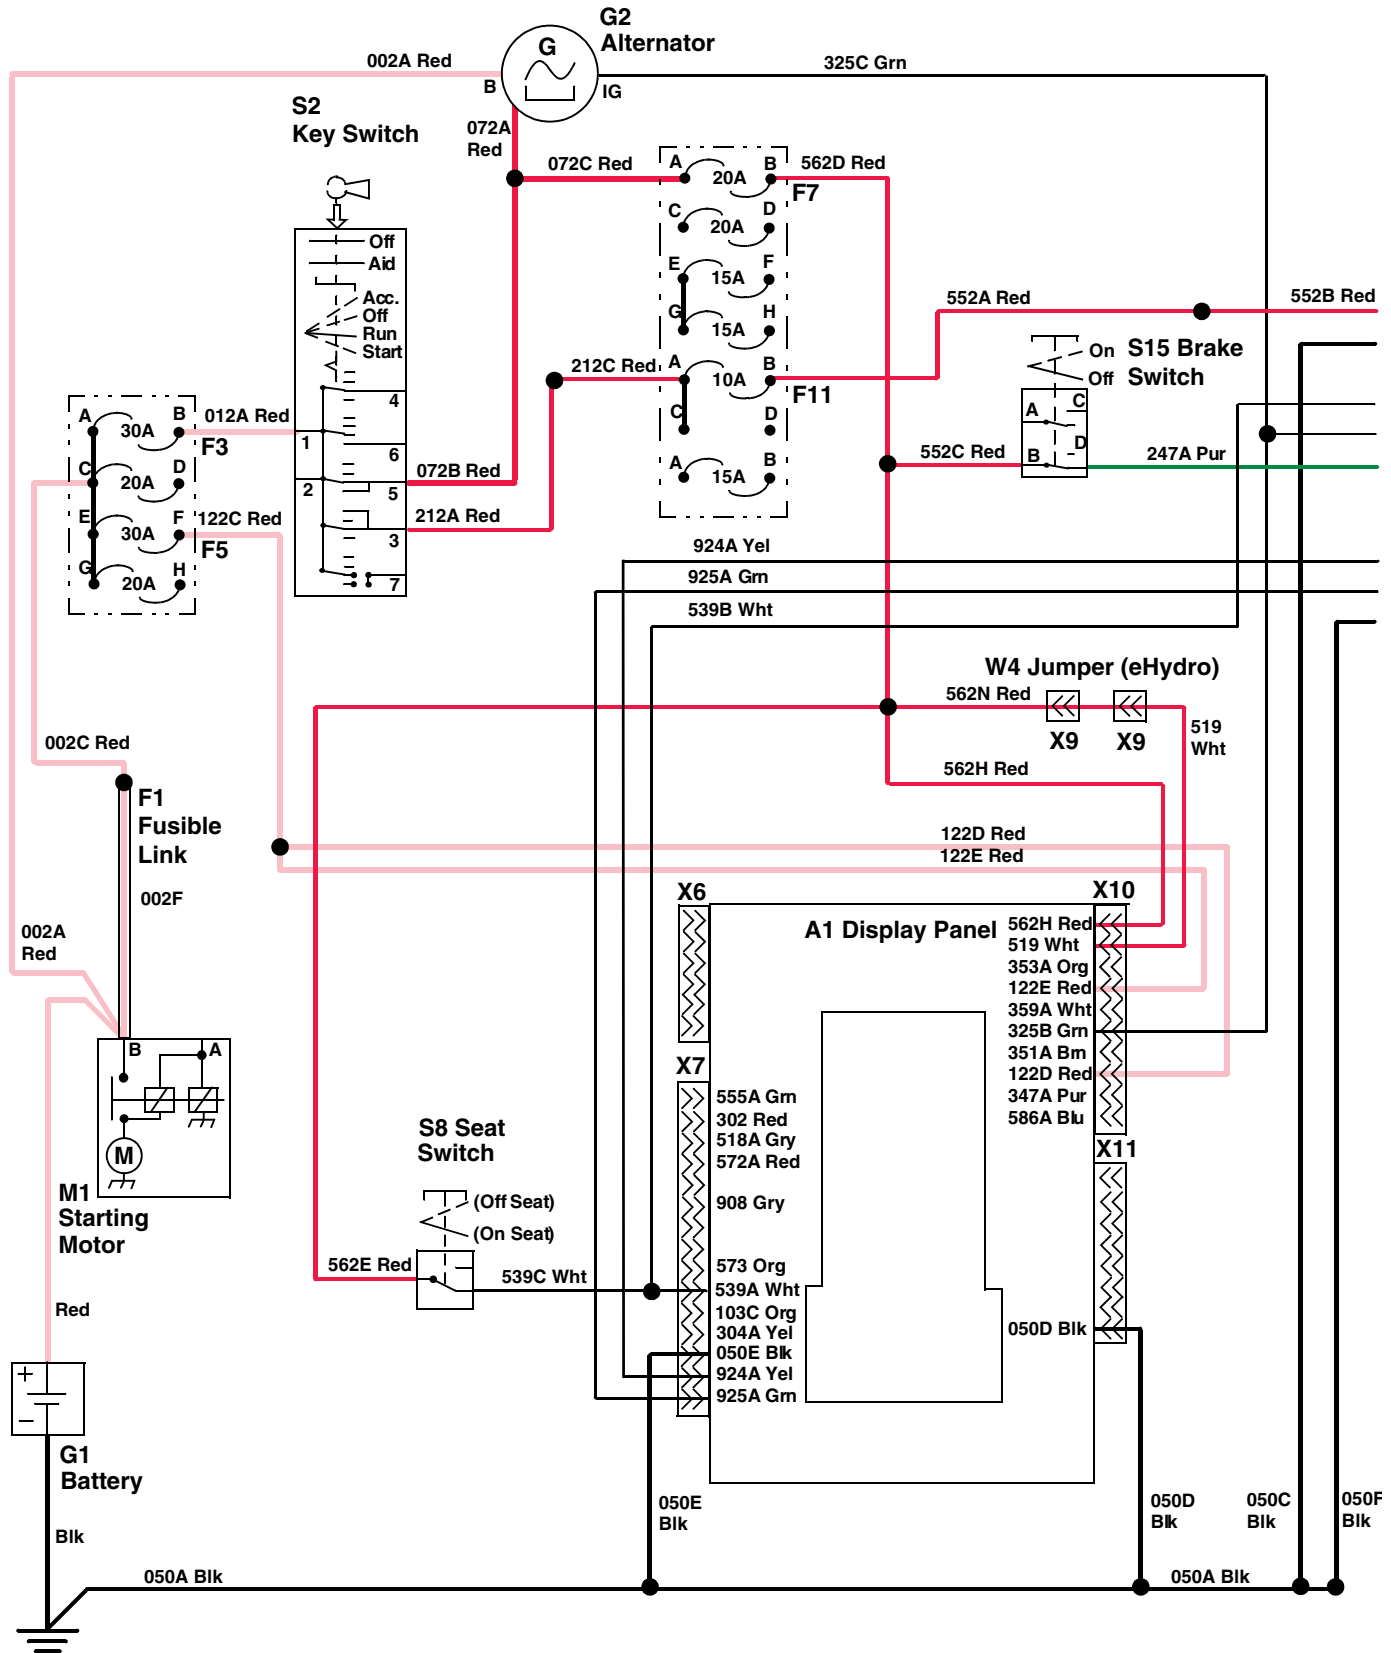 G2
Alternator
002A Red
G
325C Grn
B
IG
S2
Key Switch
072A
Red
072C Red
A
20A
B
562D Red
F7
C
20A
D
E
15A
F
G
15A
H
A
10A
B
F11
C
D
A
15A
B
Off
Aid
Acc.
Off
Run
Start
4
1
6
2
5
3
7
072B Red
212A Red
212C Red
552A Red
552B Red
On
Off
S15 Brake
Switch
A
C
D
B
552C Red
247A Pur
A
30A
B
012A Red
F3
C
20A
D
E
30A
F
122C Red
F5
G
20A
H
924A Yel
925A Grn
539B Wht
W4 Jumper (eHydro)
562N Red
X9
X9
519
Wht
562H Red
002C Red
F1
Fusible
Link
002F
122D Red
122E Red
002A
Red
X6
X10
A1 Display Panel
562H Red
519 Wht
353A Org
122E Red
359A Wht
325B Grn
351A Brn
122D Red
347A Pur
586A Blu
X11
050D Blk
X7
555A Grn
302 Red
518A Gry
572A Red
908 Gry
573 Org
539A Wht
103C Org
304A Yel
050E Blk
924A Yel
925A Grn
B
A
M
M1
Starting
Motor
S8 Seat
Switch
(Off Seat)
(On Seat)
562E Red
539C Wht
Red
+
−
G1
Battery
Blk
050A Blk
050E
Blk
050D
Blk
050C
Blk
050F
Blk
050A Blk